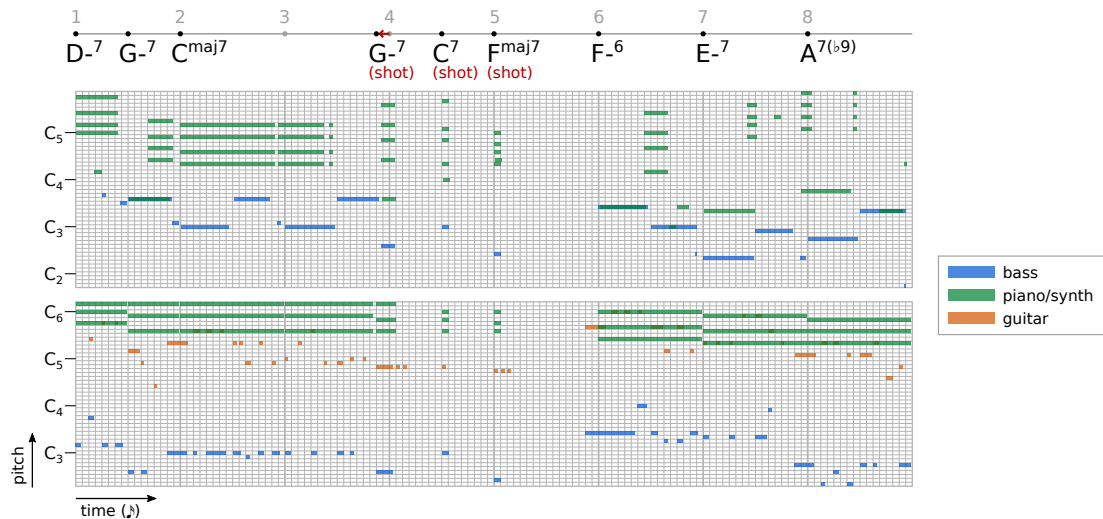 1 2 3 4 5 6 7 8
D-7 G-7 Cmaj7 G-7 C7 Fmaj7 F-6 E-7 A7(♭9)
(shot) (shot) (shot)
C5
C4
C3
C2
C6
C5
C4
C3
pitch
time (♪)
bass
piano/synth
guitar